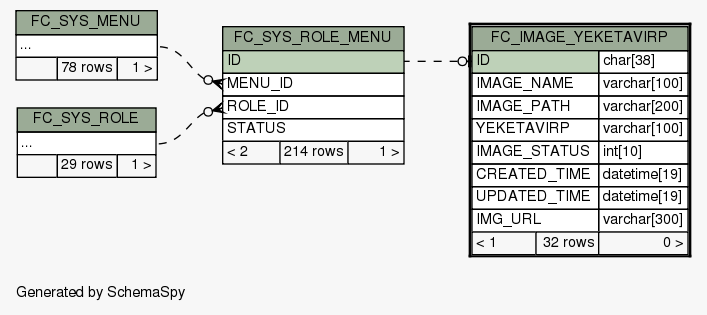 FC_SYS_MENU
...
78 rows 1 >
FC_SYS_ROLE
...
29 rows 1 >
FC_SYS_ROLE_MENU
ID
MENU_ID
ROLE_ID
STATUS
< 2 214 rows 1 >
FC_IMAGE_YEKETAVIRP
ID char[38]
IMAGE_NAME varchar[100]
IMAGE_PATH varchar[200]
YEKETAVIRP varchar[100]
IMAGE_STATUS int[10]
CREATED_TIME datetime[19]
UPDATED_TIME datetime[19]
IMG_URL varchar[300]
< 1 32 rows 0 >
Generated by SchemaSpy